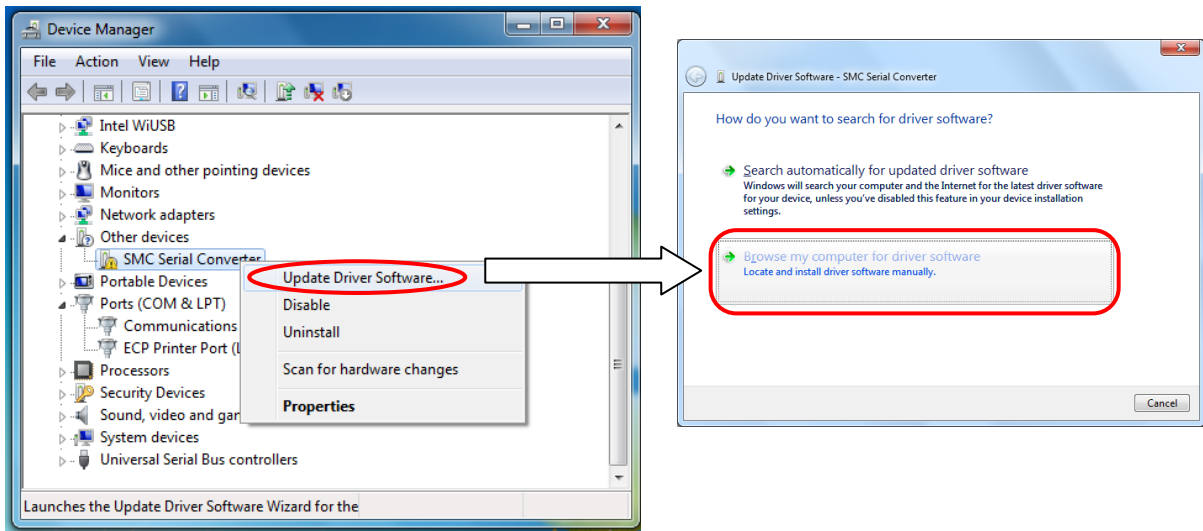 Device Manager
File Action View Help
Intel WiUSB
Keyboards
Mice and other pointing devices
Monitors
Network adapters
Other devices
SMC Serial Converter
Portable Devices
Ports (COM & LPT)
Communications
ECP Printer Port (L
Processors
Security Devices
Sound, video and gar
System devices
Universal Serial Bus controllers
Update Driver Software...
Disable
Uninstall
Scan for hardware changes
Properties
Launches the Update Driver Software Wizard for the
Update Driver Software - SMC Serial Converter
How do you want to search for driver software?
Search automatically for updated driver software
Windows will search your computer and the Internet for the latest driver software
for your device, unless you've disabled this feature in your device installation
settings.
Browse my computer for driver software
Locate and install driver software manually.
Cancel